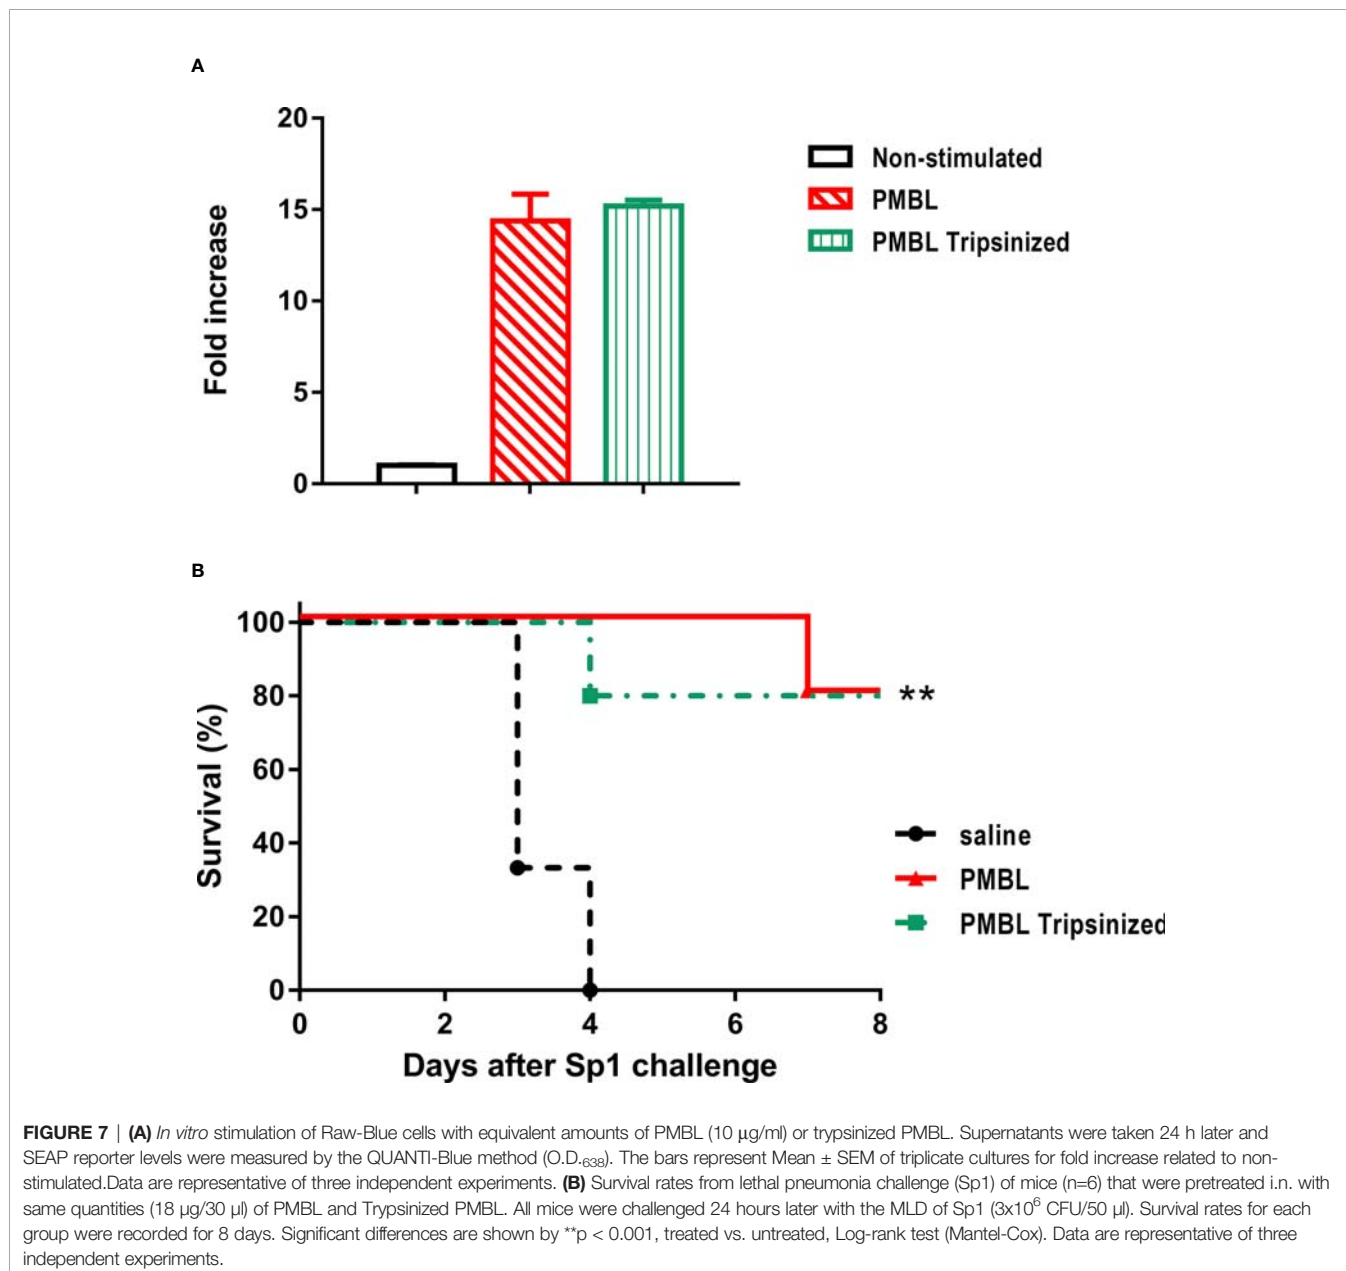 A
20
15
10
5
0
Fold increase
Non-stimulated
PMBL
PMBL Tripsinized
B
100
80
60
40
20
0
Survival (%)
**
saline
PMBL
PMBL Tripsinized
0 2 4 6 8
Days after Sp1 challenge
FIGURE 7 | (A) In vitro stimulation of Raw-Blue cells with equivalent amounts of PMBL (10 μg/ml) or trypsinized PMBL. Supernatants were taken 24 h later and
SEAP reporter levels were measured by the QUANTI-Blue method (O.D.638). The bars represent Mean ± SEM of triplicate cultures for fold increase related to non-
stimulated.Data are representative of three independent experiments. (B) Survival rates from lethal pneumonia challenge (Sp1) of mice (n=6) that were pretreated i.n. with
same quantities (18 μg/30 μl) of PMBL and Trypsinized PMBL. All mice were challenged 24 hours later with the MLD of Sp1 (3x10⁶ CFU/50 μl). Survival rates for each
group were recorded for 8 days. Significant differences are shown by **p < 0.001, treated vs. untreated, Log-rank test (Mantel-Cox). Data are representative of three
independent experiments.